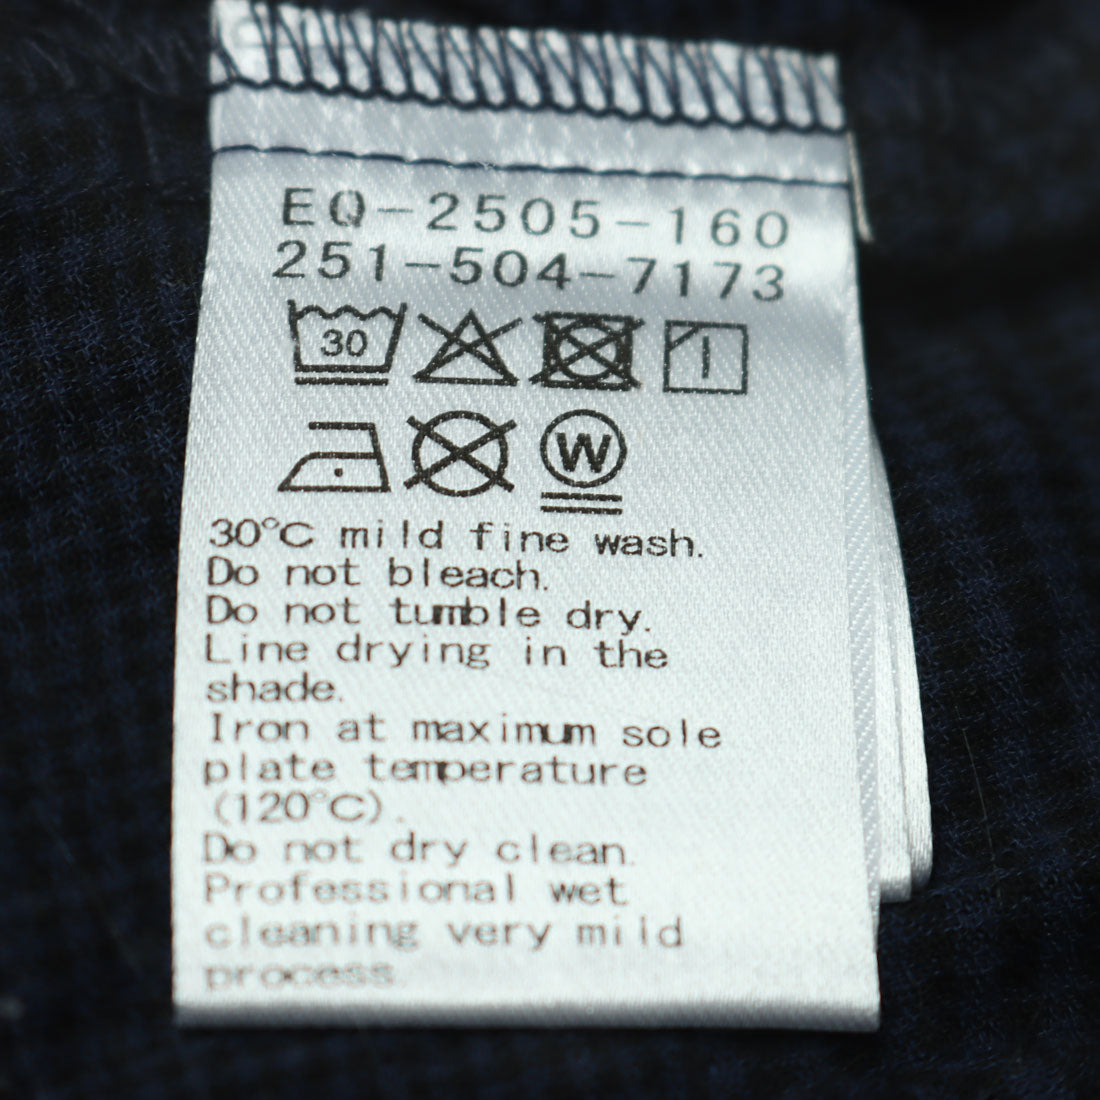 EQ-2505-160
251-504-7173
30
W
30°C mild fine wash.
Do not bleach.
Do not tumble dry.
Line drying in the
shade.
Iron at maximum sole
plate temperature
(120°C).
Do not dry clean.
Professional wet
cleaning very mild
process.